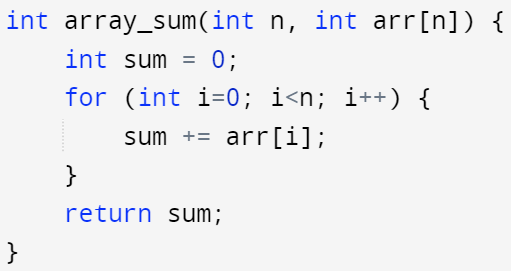 int array_sum(int n, int arr[n]) {
    int sum = 0;
    for (int i=0; i<n; i++) {
        sum += arr[i];
    }
    return sum;
}